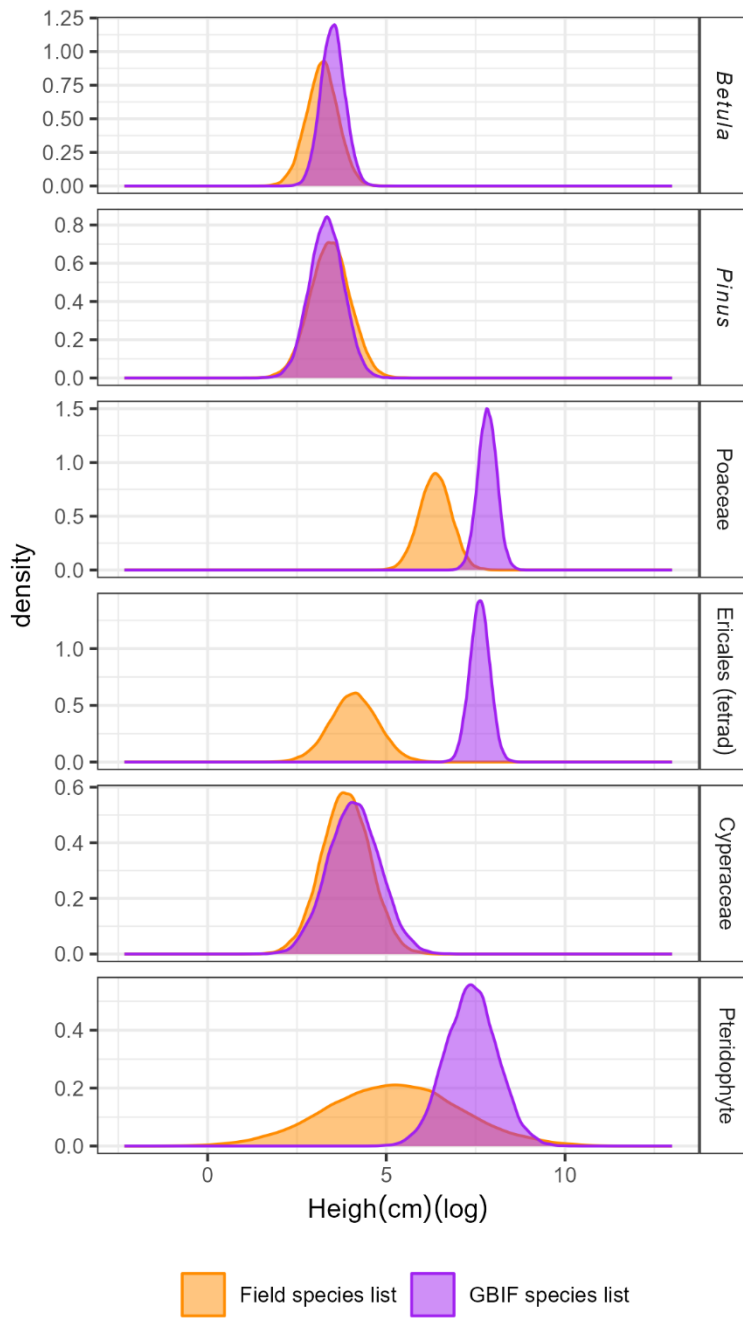 1.25
1.00
0.75
0.50
0.25
0.00
Betula
0.8
0.6
0.4
0.2
0.0
Pinus
1.5
1.0
0.5
0.0
Poaceae
density
1.0
0.5
0.0
Ericales (tetrad)
0.6
0.4
0.2
0.0
Cyperaceae
0.4
0.2
0.0
Pteridophyte
0 5 10
Heigh(cm)(log)
Field species list GBIF species list